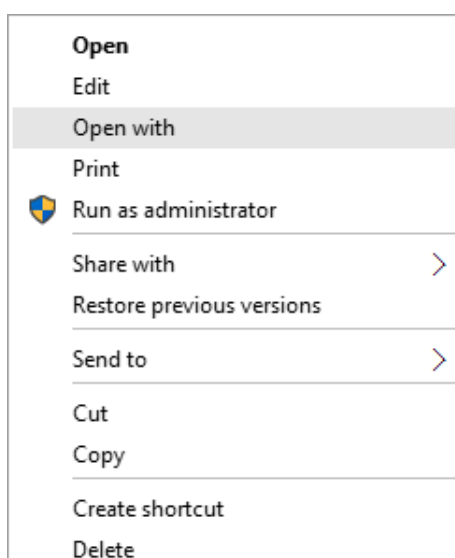 Open
Edit
Open with
Print
Run as administrator
Share with
Restore previous versions
Send to
Cut
Copy
Create shortcut
Delete